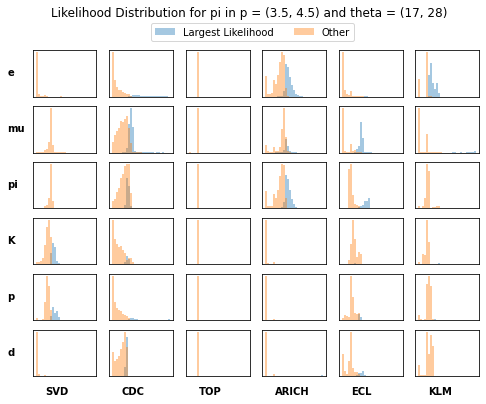 Likelihood Distribution for pi in p = (3.5, 4.5) and theta = (17, 28)
Largest Likelihood Other
e
mu
pi
K
p
d
SVD CDC TOP ARICH ECL KLM